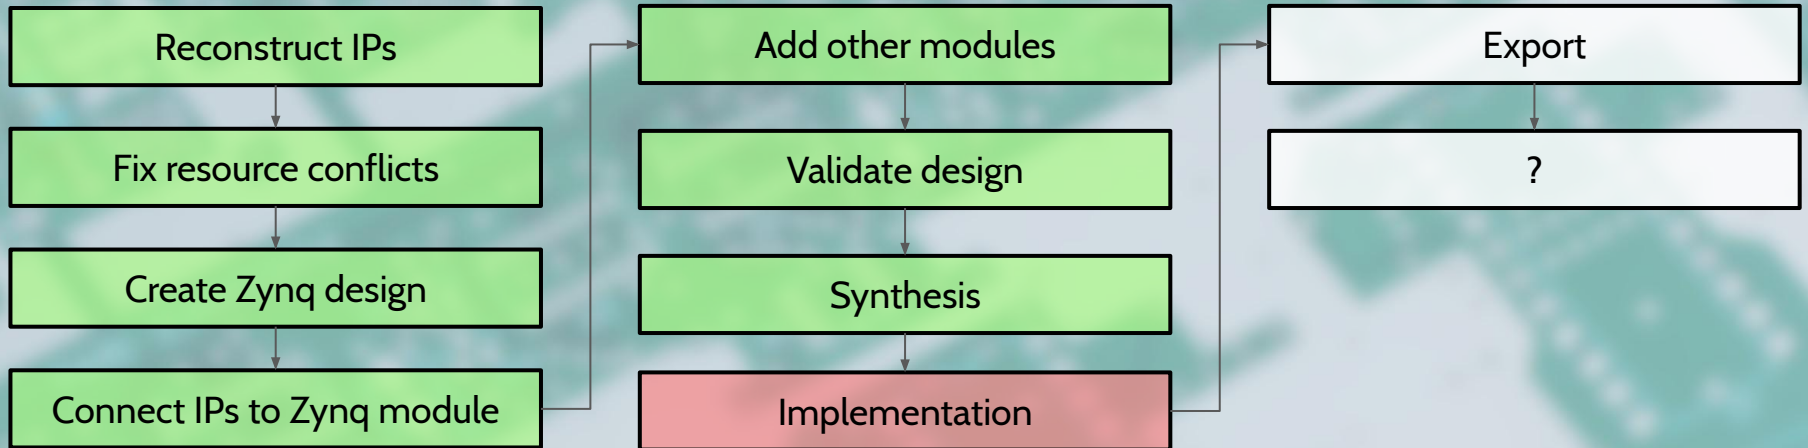 Reconstruct IPs
Fix resource conflicts
Create Zynq design
Connect IPs to Zynq module
Add other modules
Validate design
Synthesis
Implementation
Export
?